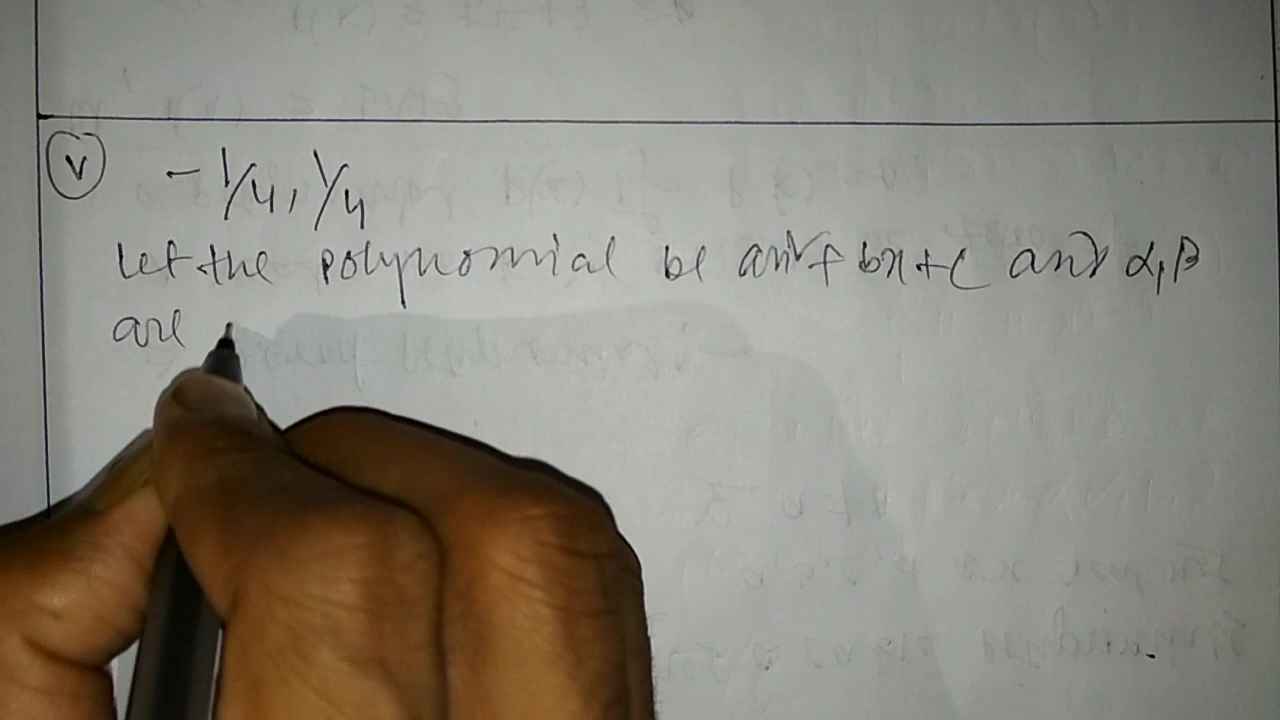 (v) -1/4, 1/4
Let the polynomial be ax²+ bx+c and α, β
are